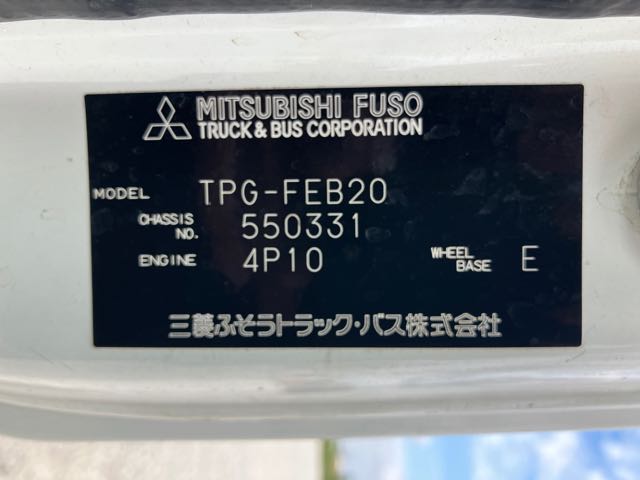 MITSUBISHI FUSO
TRUCK & BUS CORPORATION
MODEL TPG-FEB20
CHASSIS NO. 550331
ENGINE 4P10 WHEEL BASE E
三菱ふそうトラック・バス株式会社